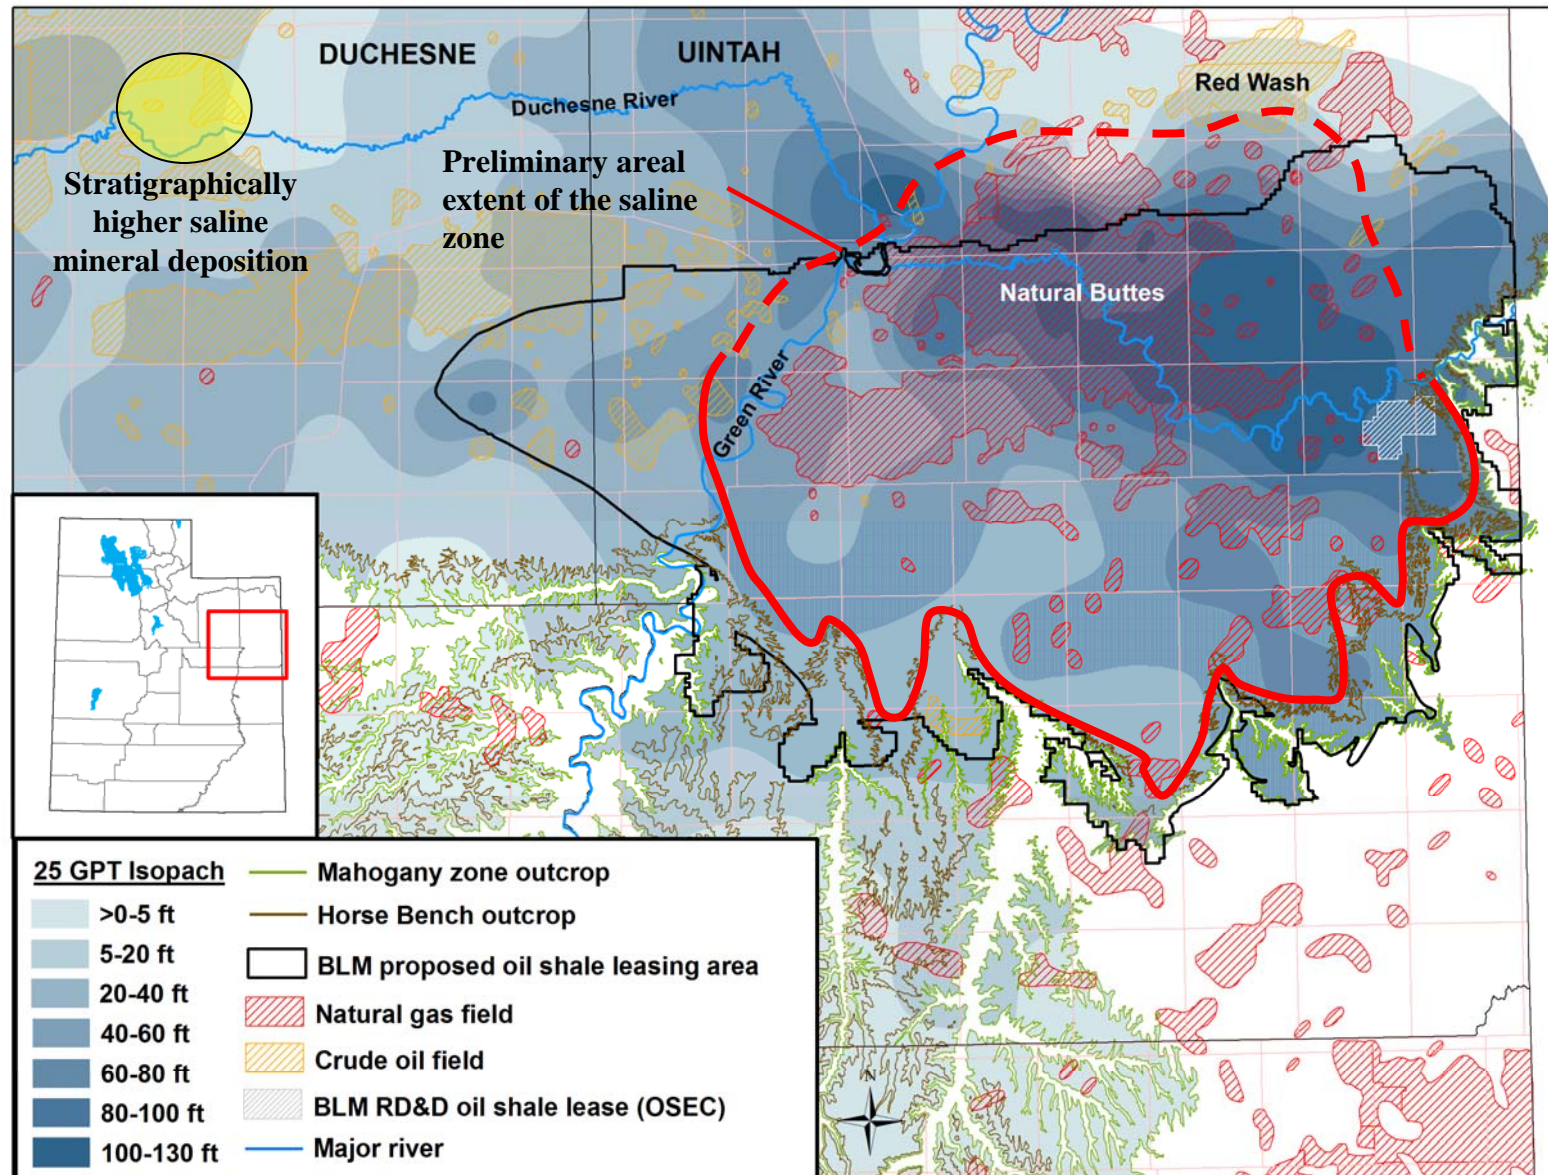 DUCHESNE
UINTAH
Red Wash
Duchesne River
Preliminary areal
extent of the saline
zone
Stratigraphically
higher saline
mineral deposition
Natural Buttes
Green River
25 GPT Isopach
>0-5 ft
5-20 ft
20-40 ft
40-60 ft
60-80 ft
80-100 ft
100-130 ft
Mahogany zone outcrop
Horse Bench outcrop
BLM proposed oil shale leasing area
Natural gas field
Crude oil field
BLM RD&D oil shale lease (OSEC)
Major river
N